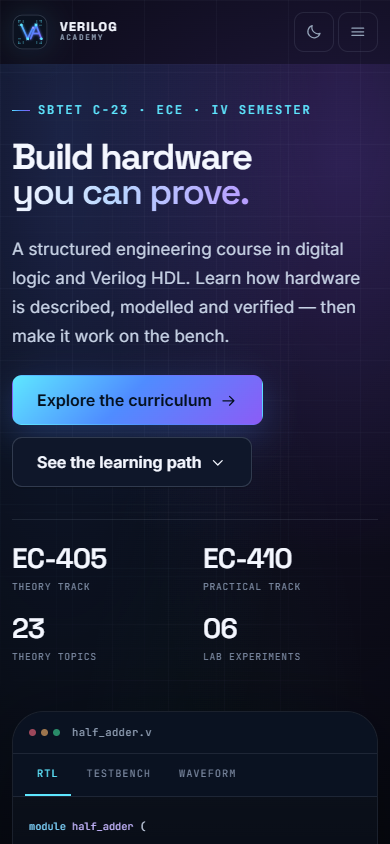 VERILOG
ACADEMY
SBTET C-23 · ECE · IV SEMESTER
Build hardware
you can prove.
A structured engineering course in digital
logic and Verilog HDL. Learn how hardware
is described, modelled and verified — then
make it work on the bench.
Explore the curriculum →
See the learning path
EC-405 EC-410
THEORY TRACK PRACTICAL TRACK
23 06
THEORY TOPICS LAB EXPERIMENTS
half_adder.v
RTL TESTBENCH WAVEFORM
module half_adder (